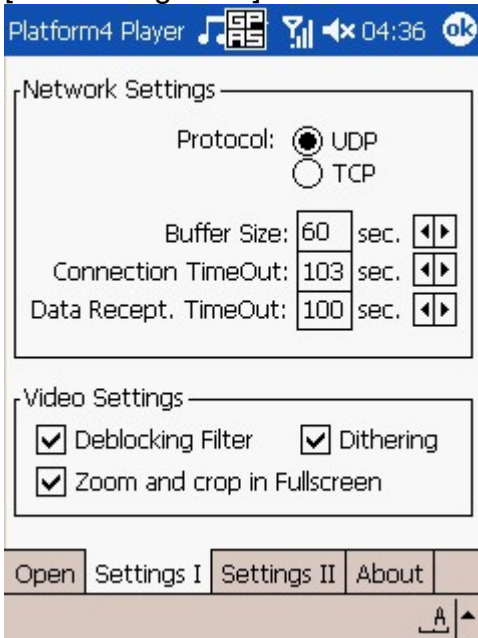 Platform4 Player GPRS 04:36 ok
Network Settings
Protocol: UDP
TCP
Buffer Size: 60 sec.
Connection TimeOut: 103 sec.
Data Recept. TimeOut: 100 sec.
Video Settings
Deblocking Filter Dithering
Zoom and crop in Fullscreen
Open Settings I Settings II About
A